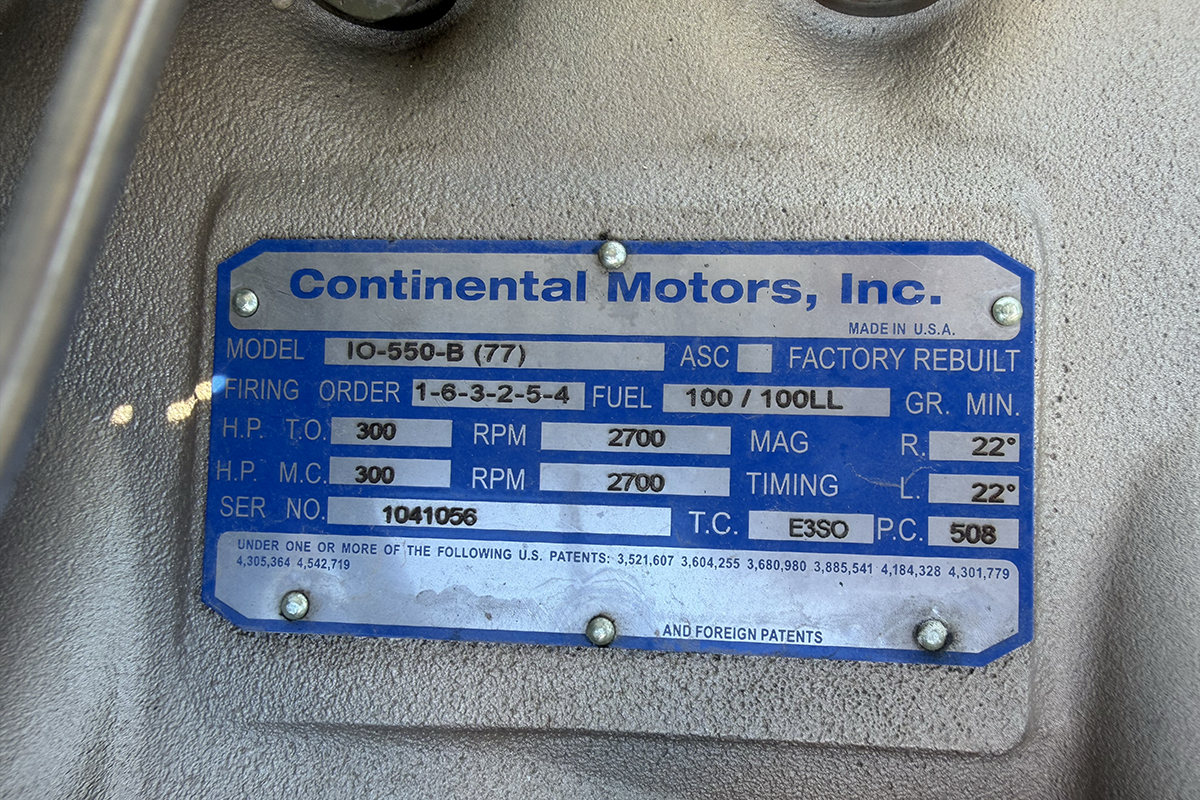 Continental Motors, Inc.
MADE IN U.S.A.
MODEL IO-550-B (77) ASC FACTORY REBUILT
FIRING ORDER 1-6-3-2-5-4 FUEL 100 / 100LL GR. MIN.
H.P. T.O. 300 RPM 2700 MAG R. 22°
H.P. M.C. 300 RPM 2700 TIMING L. 22°
SER NO. 1041056 T.C. E3SO P.C. 508
UNDER ONE OR MORE OF THE FOLLOWING U.S. PATENTS: 3,521,607 3,604,255 3,680,980 3,885,541 4,184,328 4,301,779
4,305,364 4,542,719
AND FOREIGN PATENTS